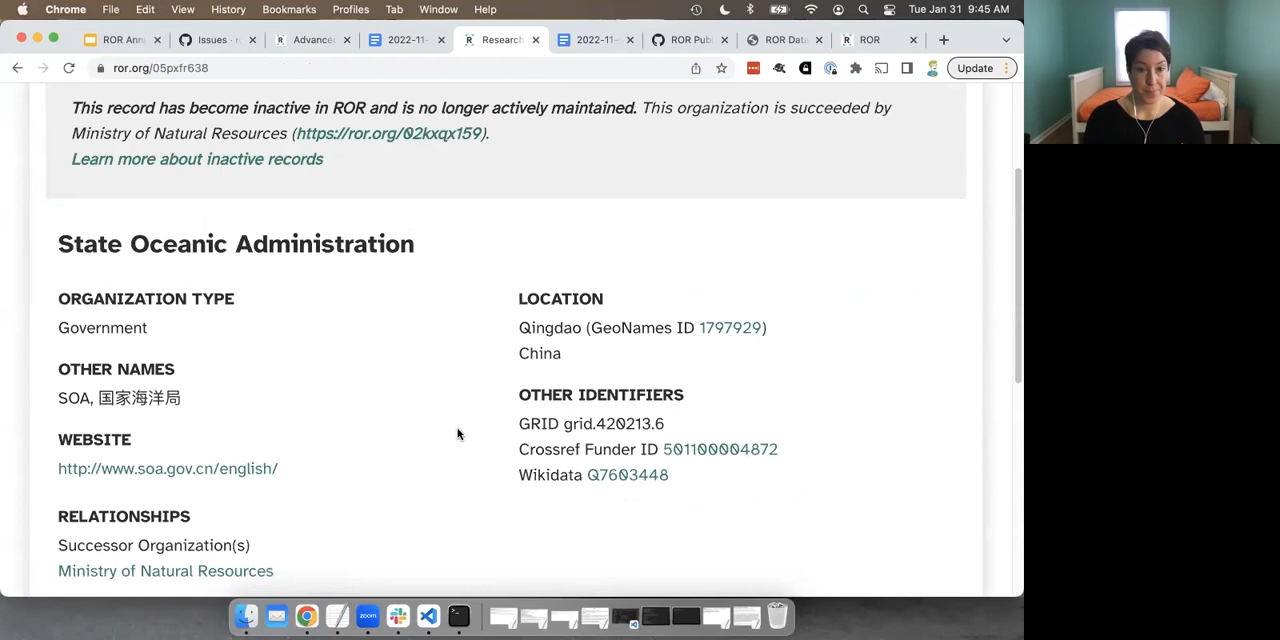 Chrome File Edit View History Bookmarks Profiles Tab Window Help Tue Jan 31 9:45 AM
ROR Ann Issues - r Advance 2022-11- Research 2022-11- ROR Pub ROR Data ROR
ror.org/05pxfr638 Update
This record has become inactive in ROR and is no longer actively maintained. This organization is succeeded by
Ministry of Natural Resources (https://ror.org/02kxqx159).
Learn more about inactive records
State Oceanic Administration
ORGANIZATION TYPE
Government
OTHER NAMES
SOA, 国家海洋局
WEBSITE
http://www.soa.gov.cn/english/
RELATIONSHIPS
Successor Organization(s)
Ministry of Natural Resources
LOCATION
Qingdao (GeoNames ID 1797929)
China
OTHER IDENTIFIERS
GRID grid.420213.6
Crossref Funder ID 501100004872
Wikidata Q7603448
zoom